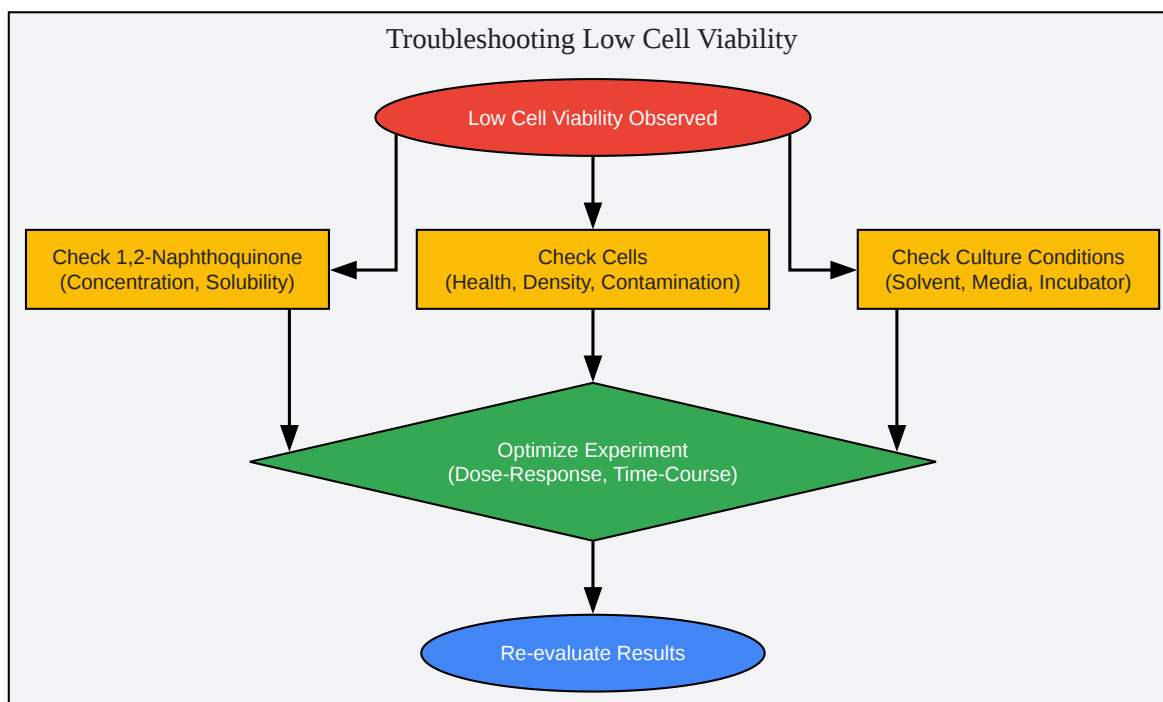 Troubleshooting Low Cell Viability
Low Cell Viability Observed
Check 1,2-Naphthoquinone
(Concentration, Solubility)
Check Cells
(Health, Density, Contamination)
Check Culture Conditions
(Solvent, Media, Incubator)
Optimize Experiment
(Dose-Response, Time-Course)
Re-evaluate Results